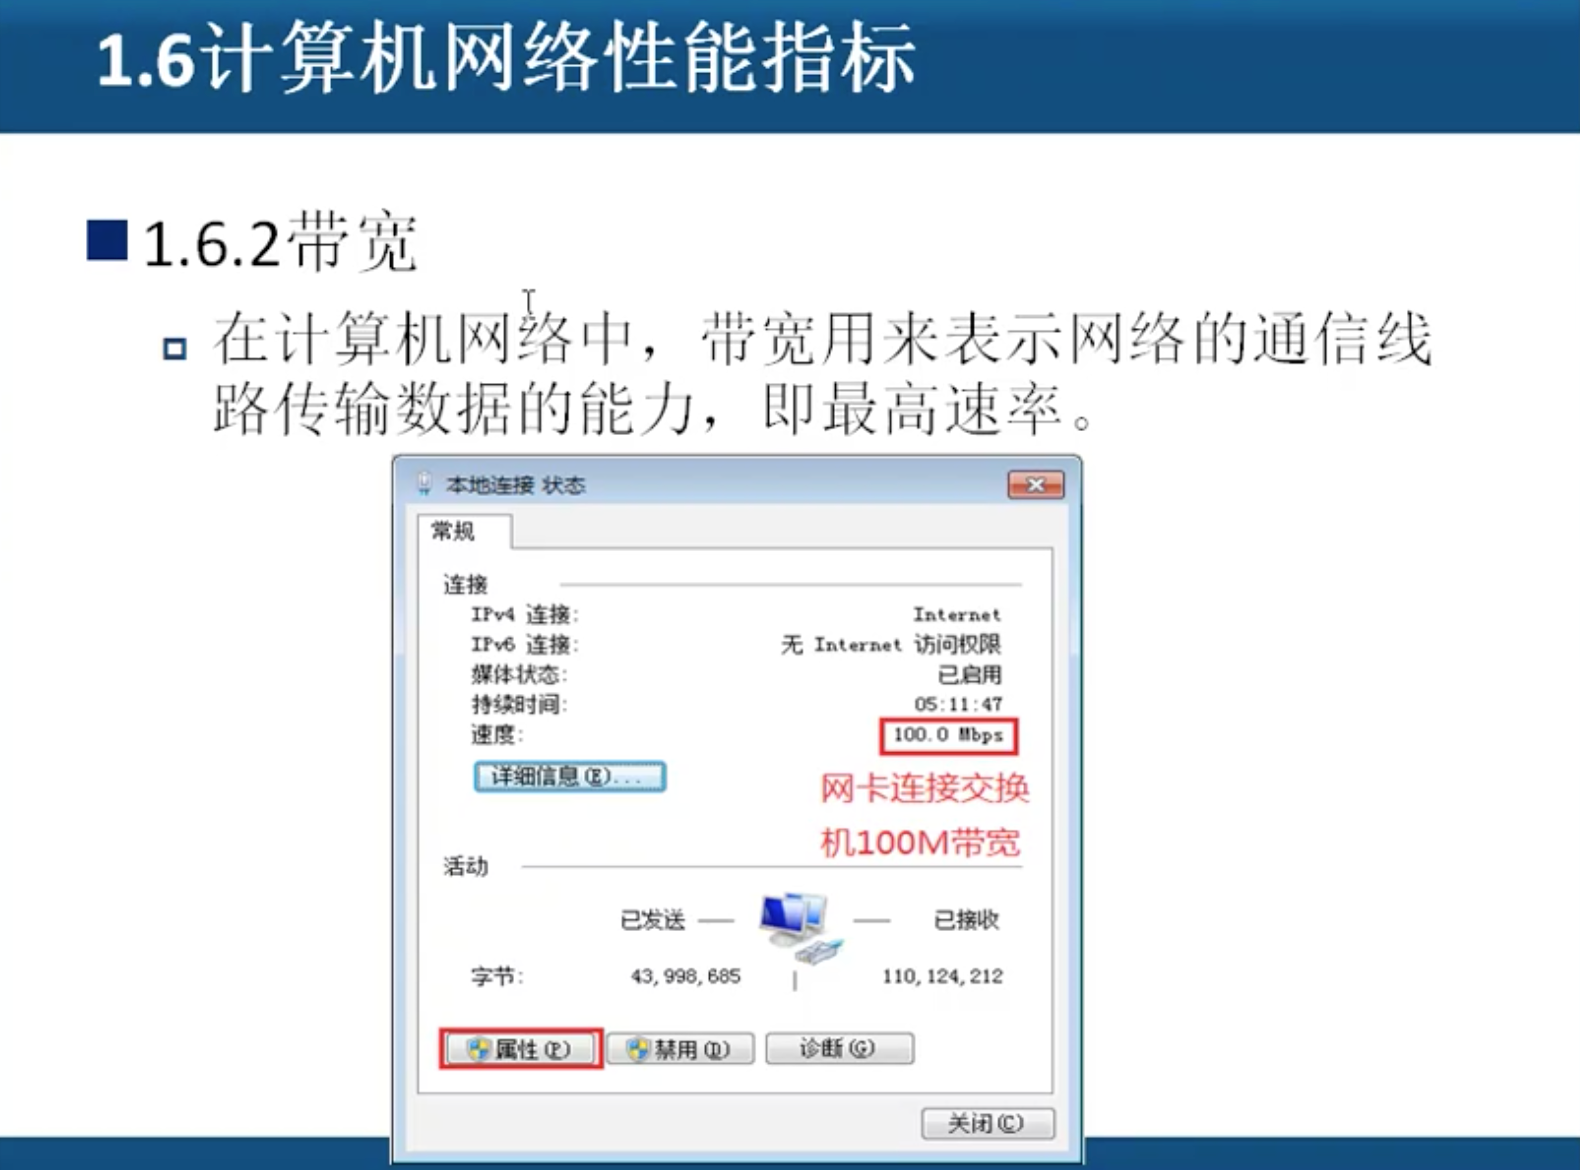 1.6计算机网络性能指标
1.6.2带宽
在计算机网络中，带宽用来表示网络的通信线
路传输数据的能力，即最高速率。
本地连接 状态
常规
连接
IPv4 连接: Internet
IPv6 连接: 无 Internet 访问权限
媒体状态: 已启用
持续时间: 05:11:47
速度: 100.0 Mbps
详细信息(E)...
网卡连接交换
机100M带宽
活动
已发送 已接收
字节: 43,998,685 110,124,212
属性(P) 禁用(D) 诊断(G)
关闭(C)